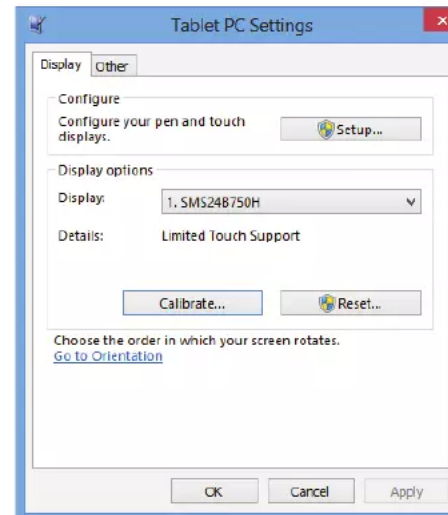 Tablet PC Settings
Display Other
Configure
Configure your pen and touch
displays.
Setup...
Display options
Display:
1. SMS24B750H
Details:
Limited Touch Support
Calibrate...
Reset...
Choose the order in which your screen rotates.
Go to Orientation
OK Cancel Apply